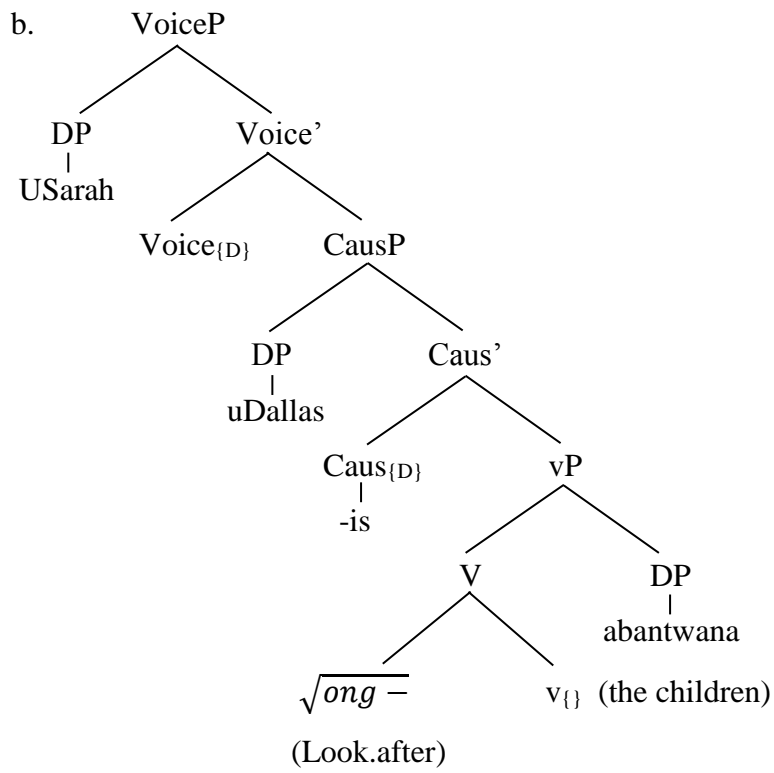 b.
VoiceP
DP Voice’
USarah
Voice{D} CausP
DP Caus’
uDallas
Caus{D} vP
-is
V DP
abantwana
√ong – v{} (the children)
(Look.after)